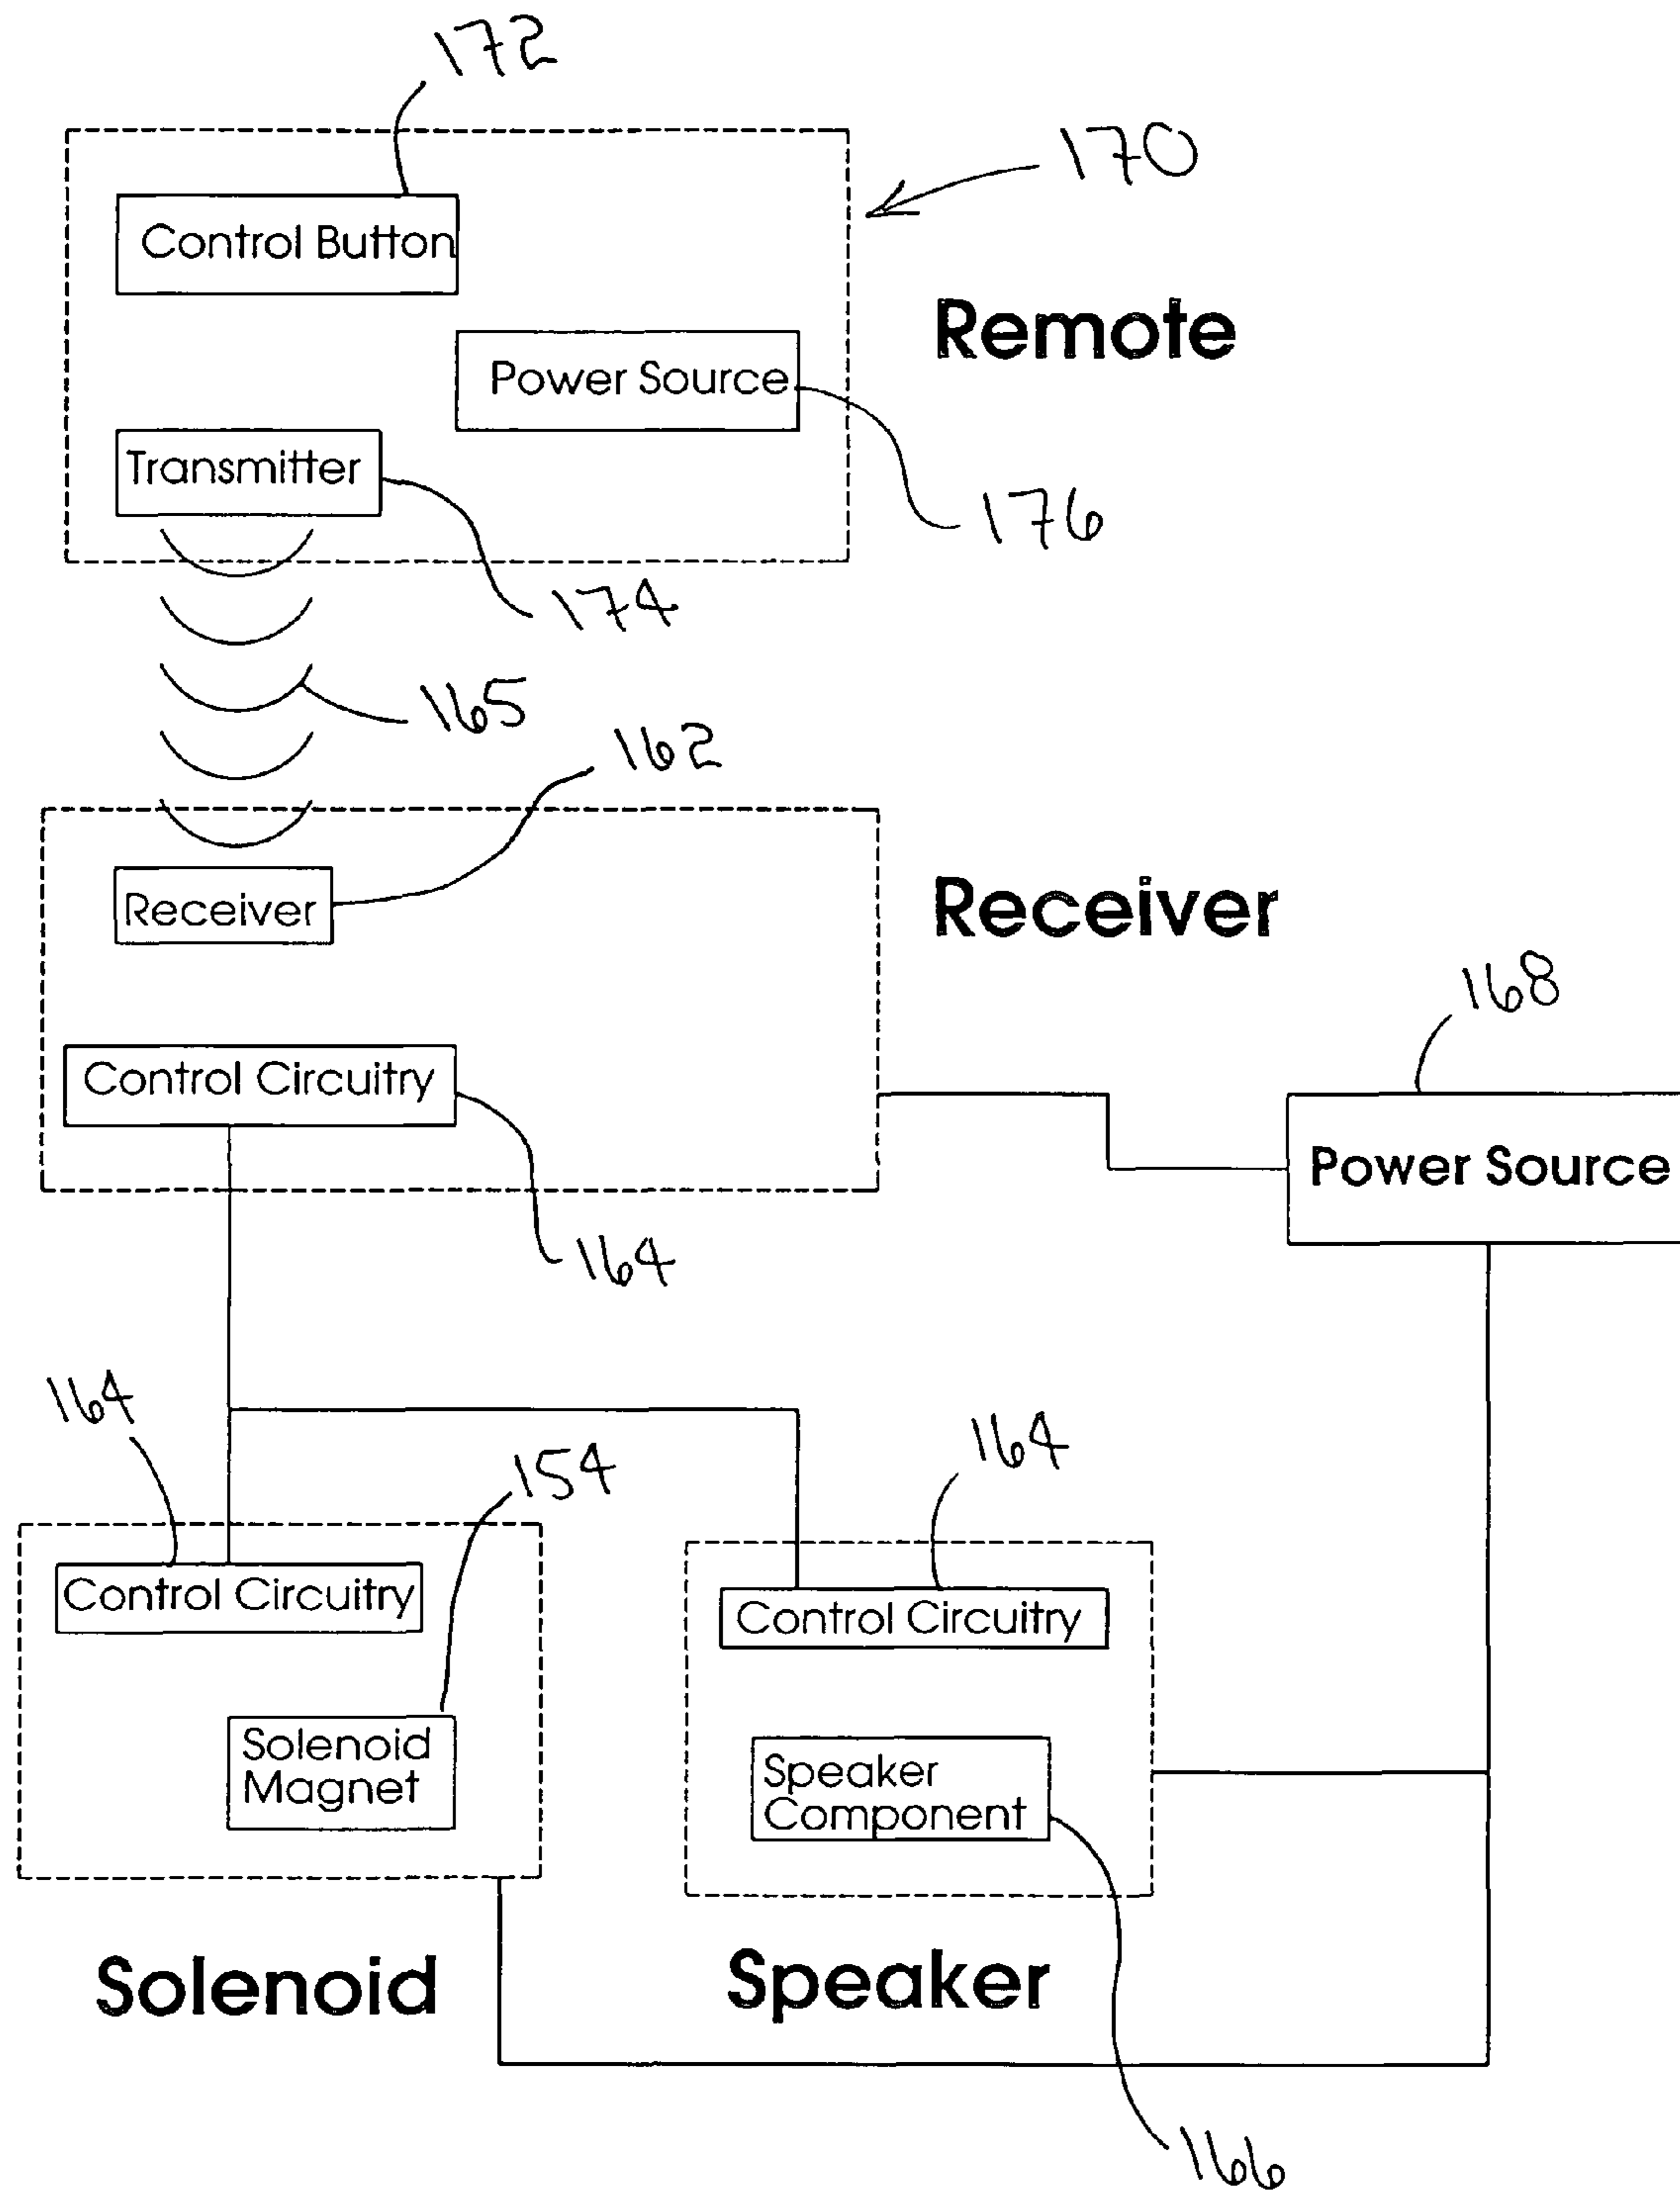 172
170
Control Button
Remote
Power Source
Transmitter
176
174
165
162
Receiver
Receiver
168
Control Circuitry
Power Source
164
164
164
154
Control Circuitry
Control Circuitry
Solenoid
Magnet
Speaker
Component
Solenoid
Speaker
166